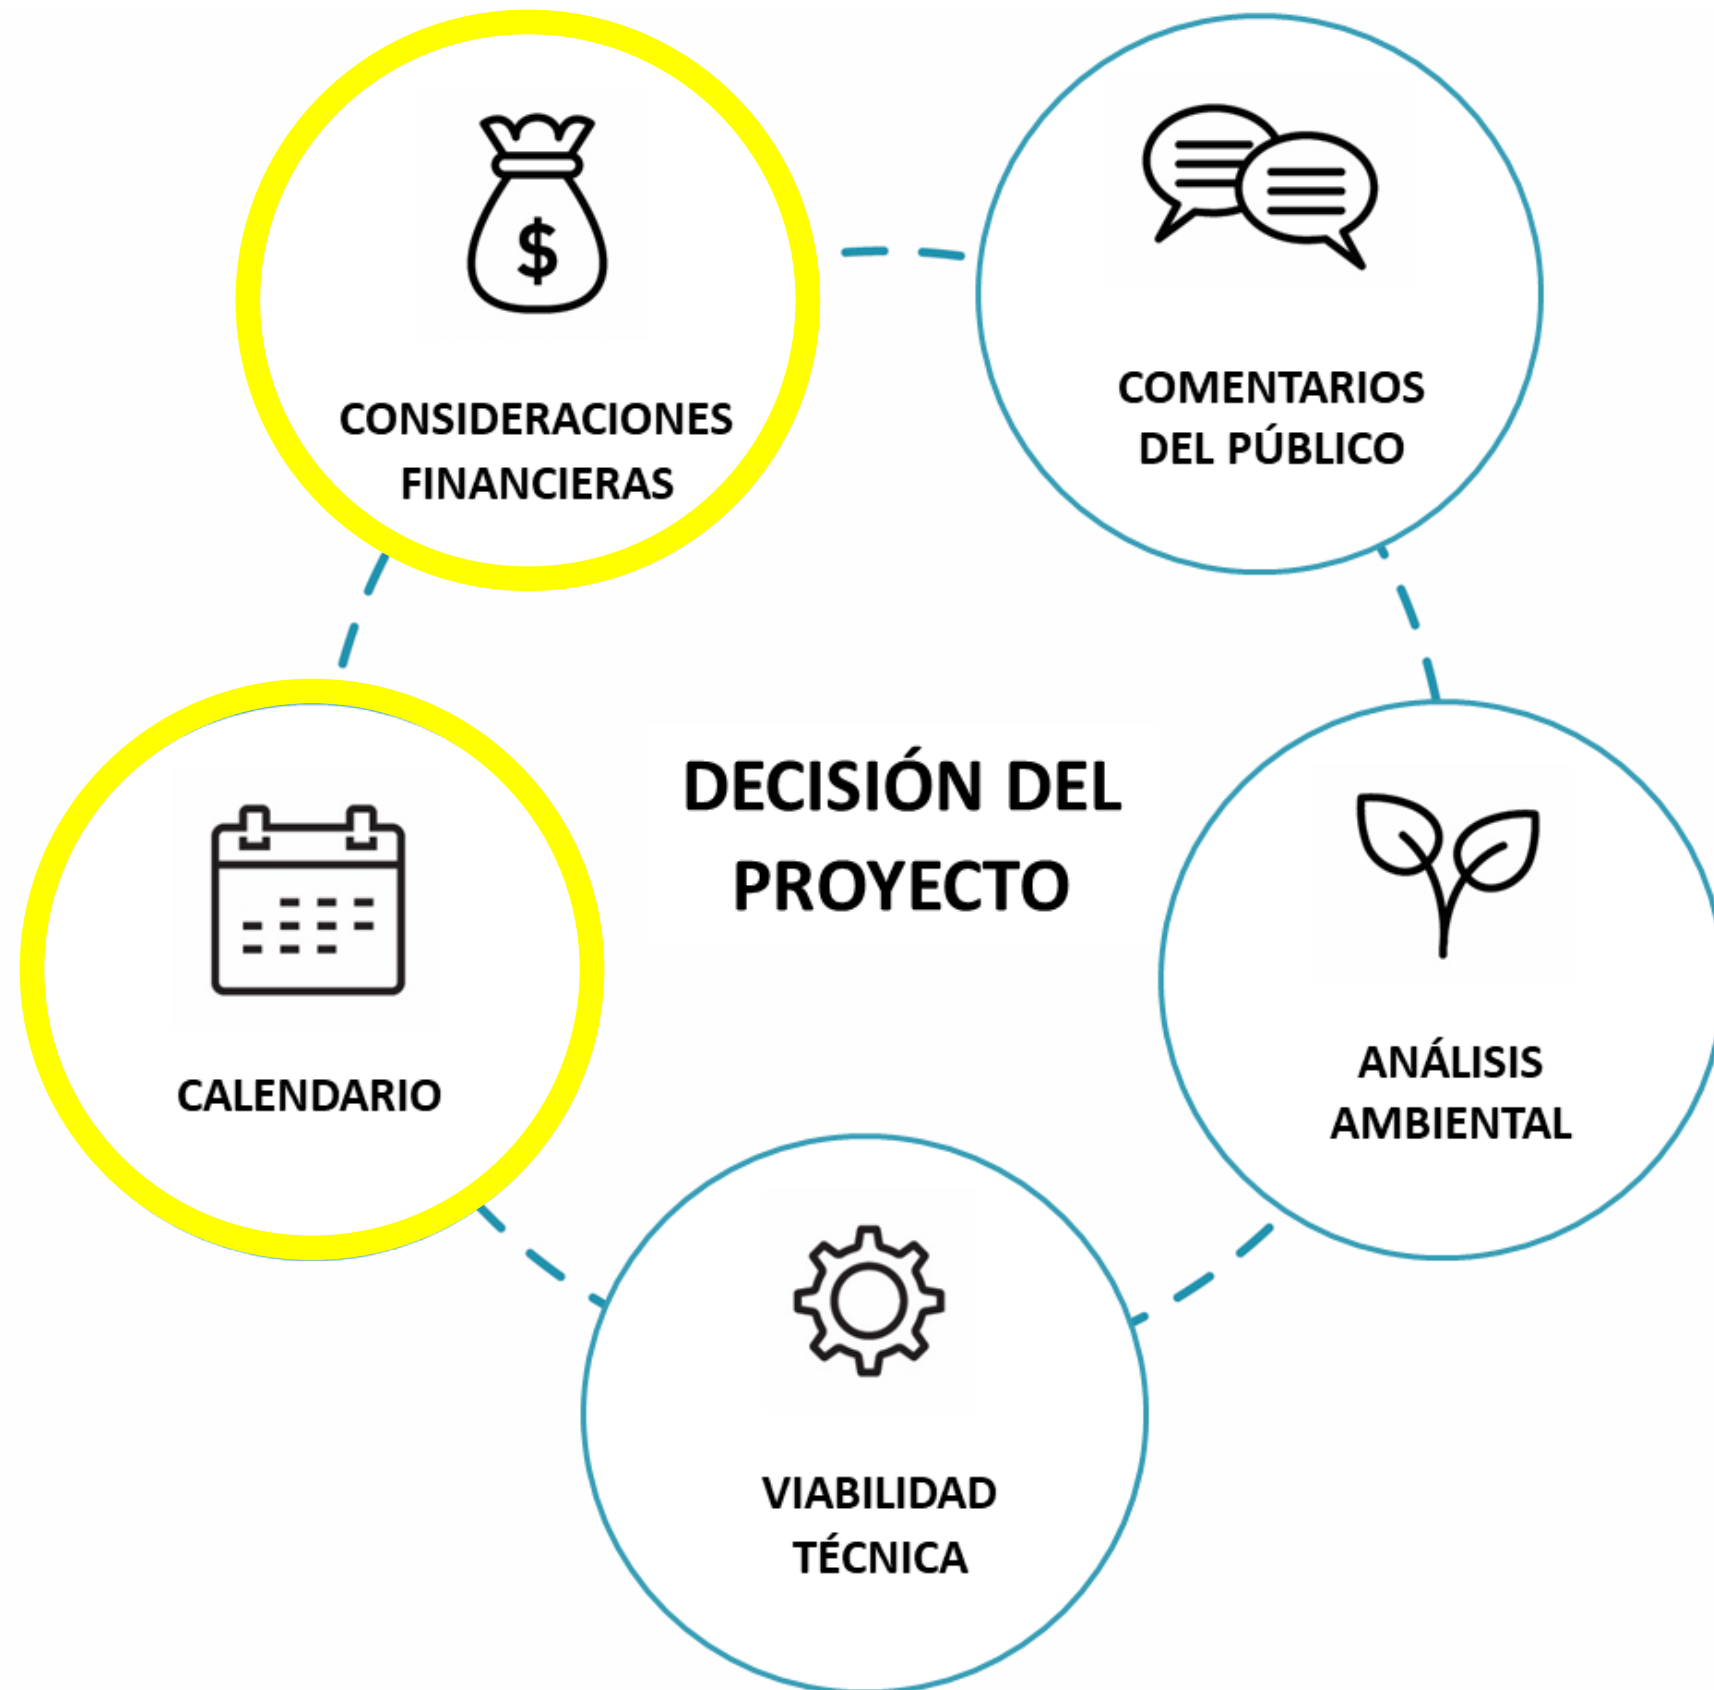 CONSIDERACIONES
FINANCIERAS
$
COMENTARIOS
DEL PÚBLICO
DECISIÓN DEL
PROYECTO
CALENDARIO
ANÁLISIS
AMBIENTAL
VIABILIDAD
TÉCNICA